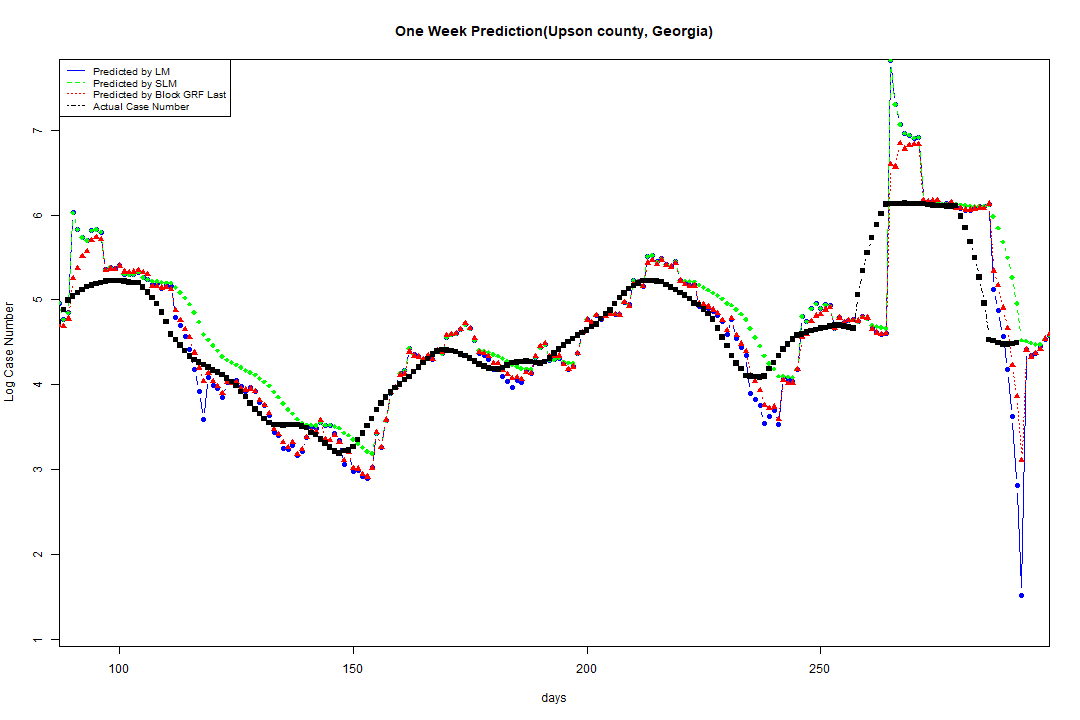 One Week Prediction(Upson county, Georgia)
Predicted by LM
Predicted by SLM
Predicted by Block GRF Last
Actual Case Number
7
6
5
4
3
2
1
Log Case Number
100 150 200 250
days